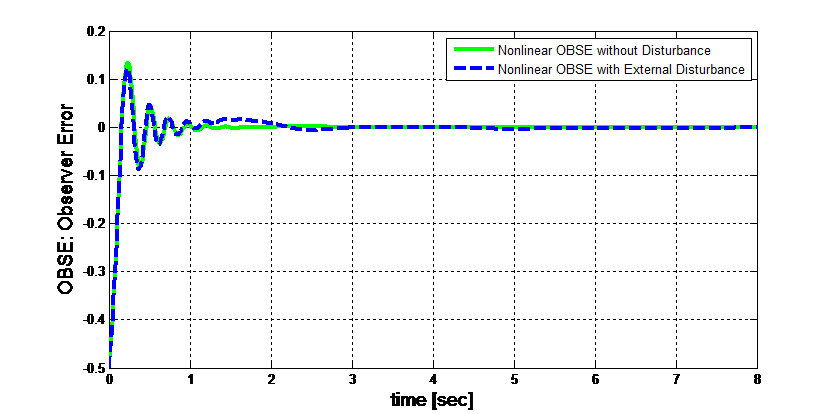 Nonlinear OBSE without Disturbance
Nonlinear OBSE with External Disturbance
OBSE: Observer Error
0.2
0.1
0
-0.1
-0.2
-0.3
-0.4
-0.5
0 1 2 3 4 5 6 7 8
time [sec]